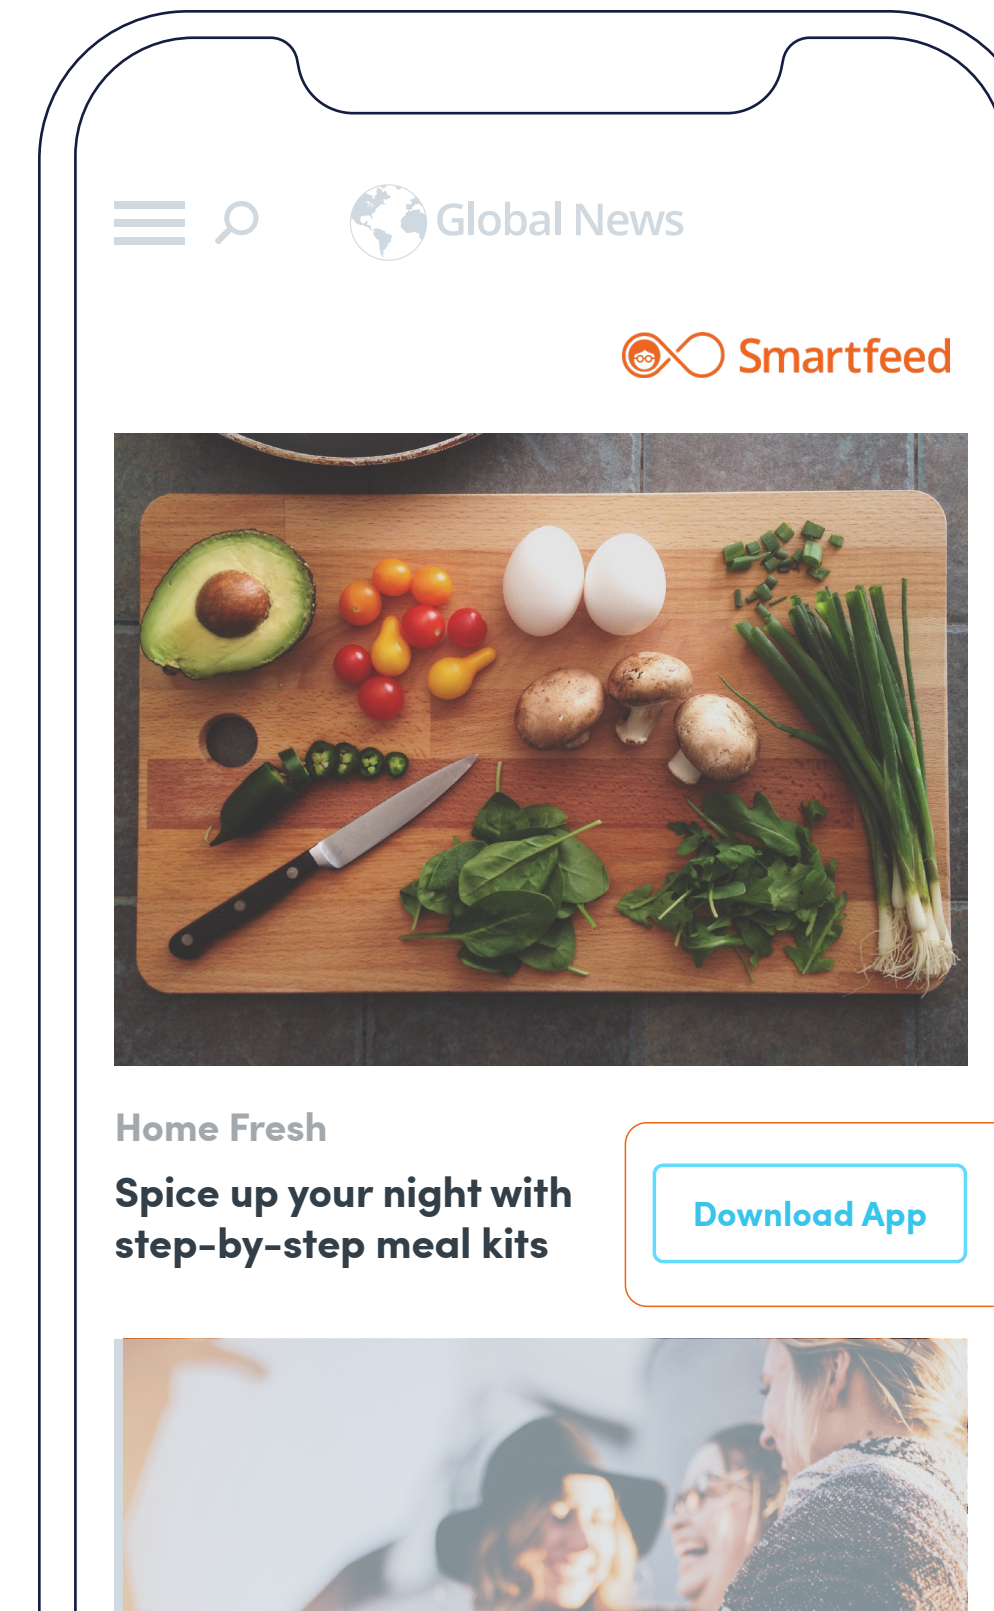 Global News
Smartfeed
Home Fresh
Spice up your night with
step-by-step meal kits
Download App